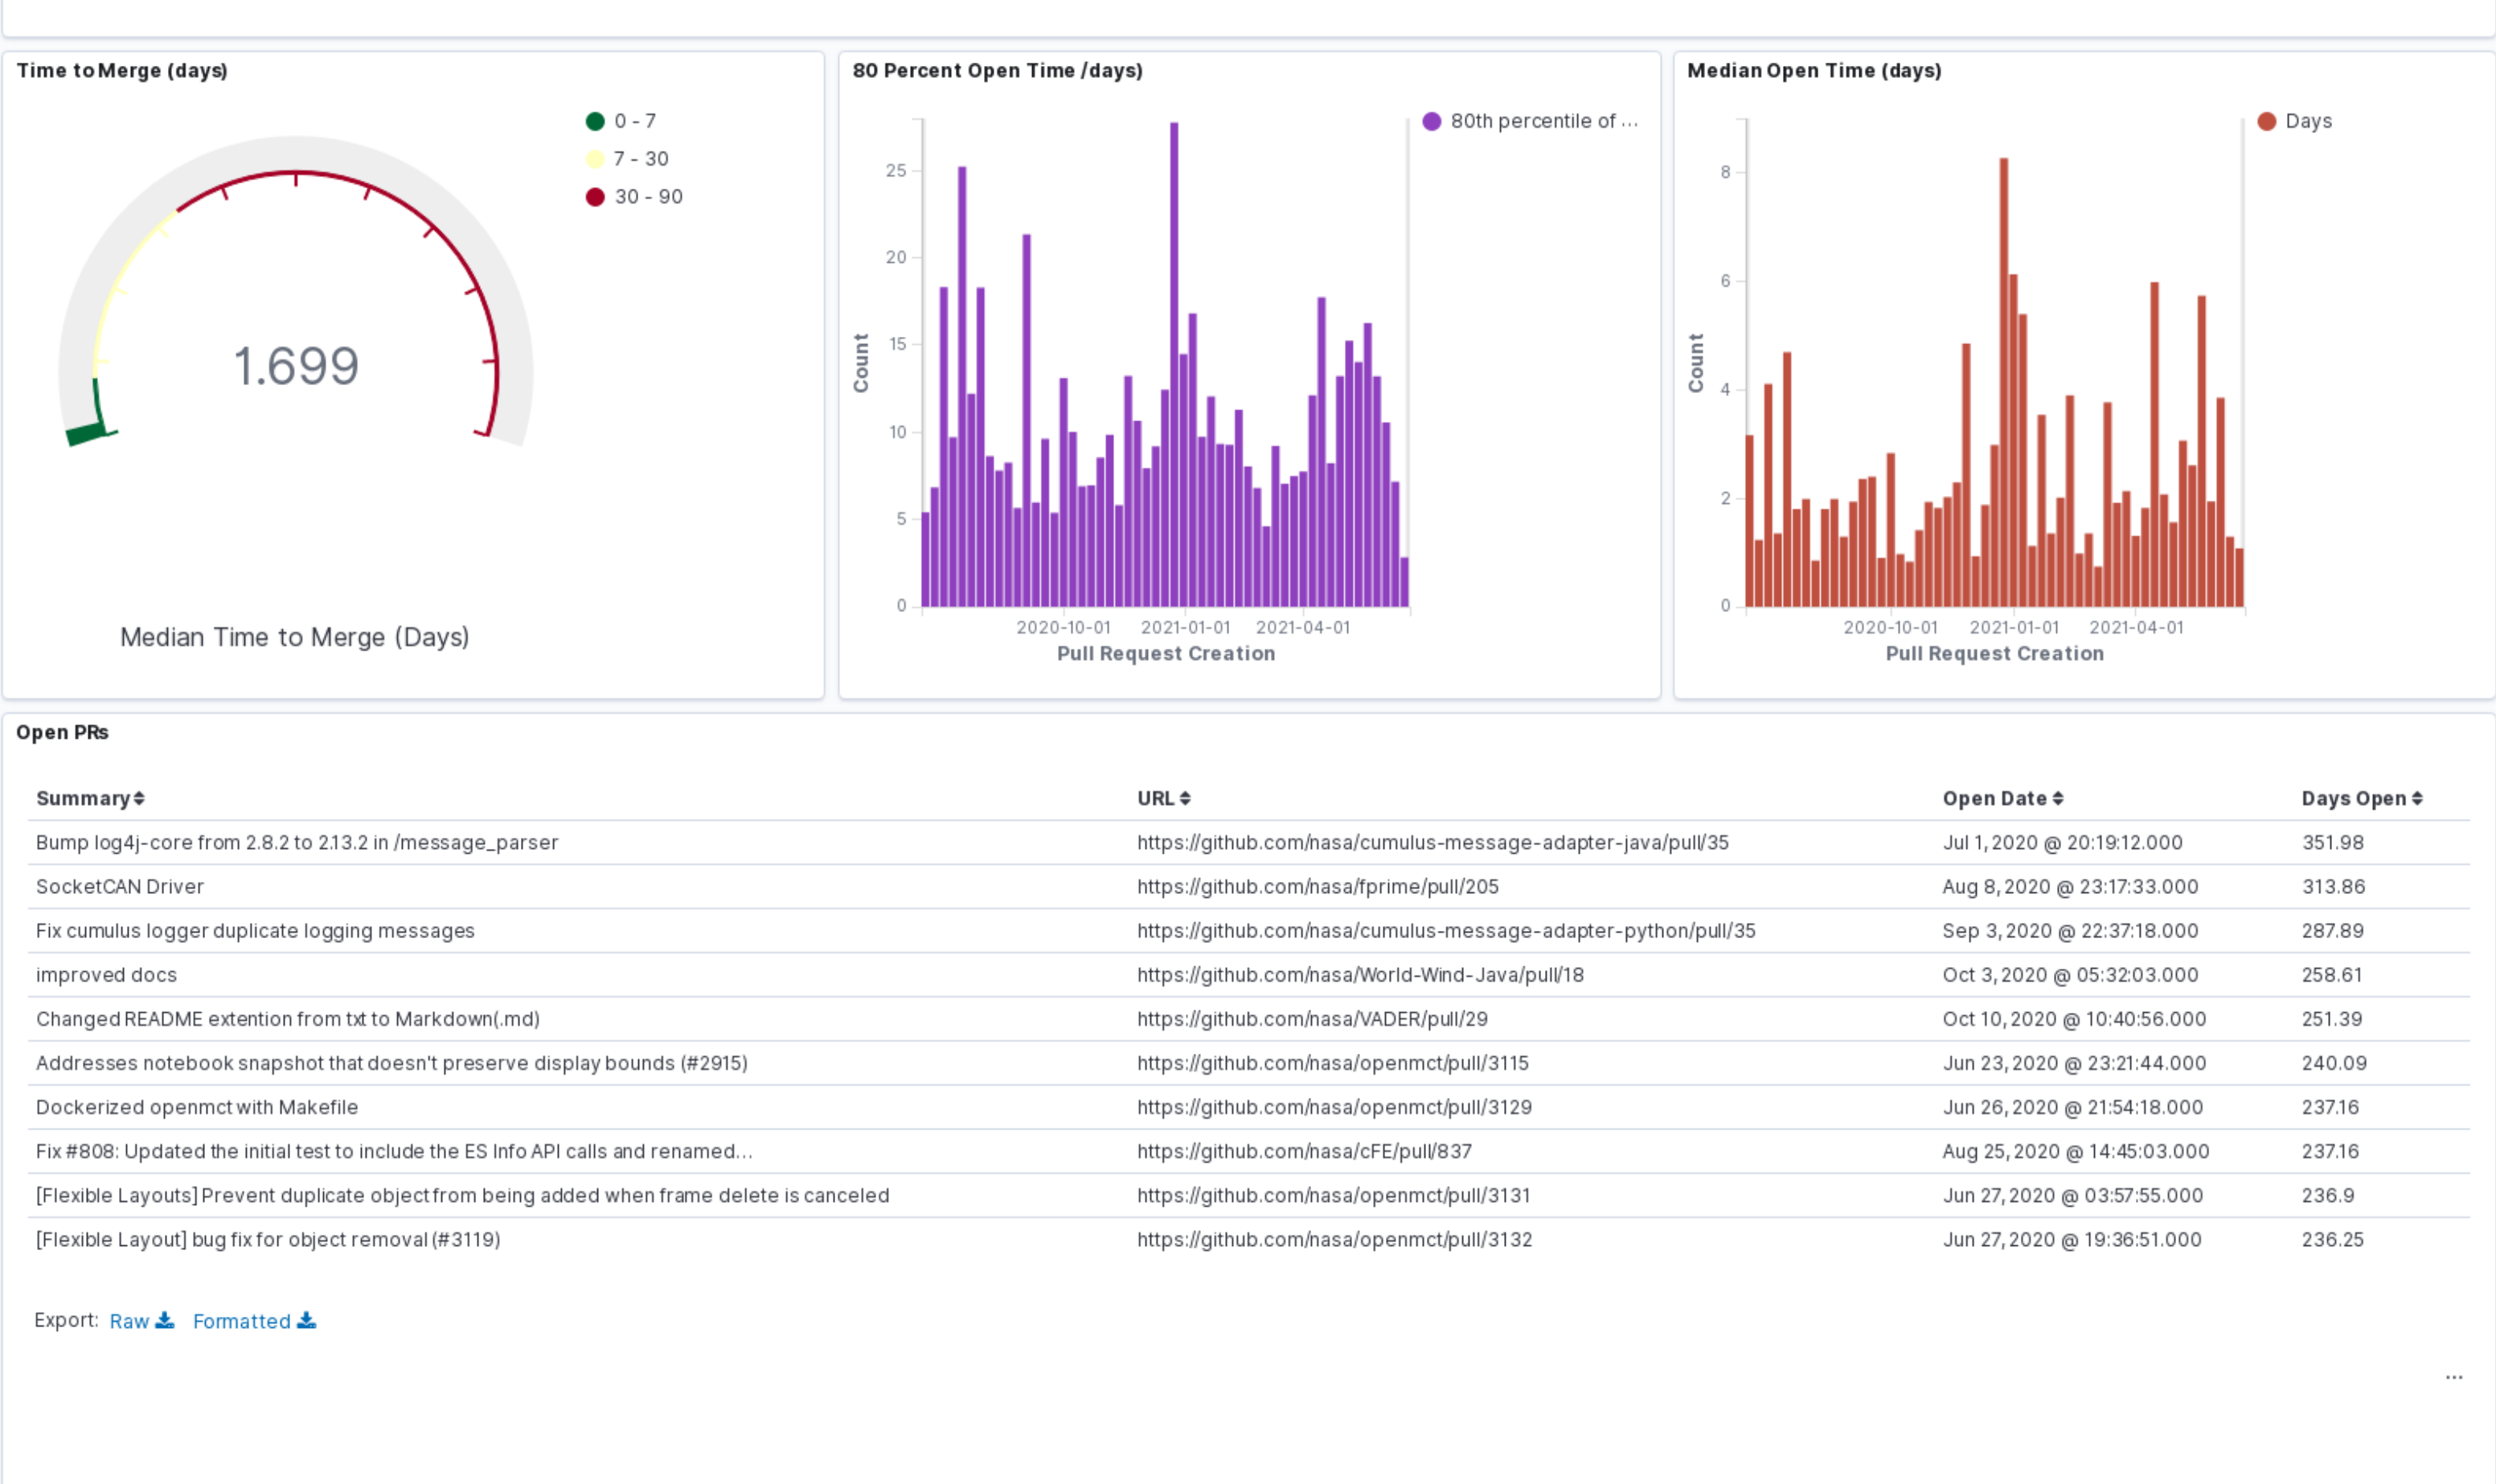 Time to Merge (days)
0 - 7
7 - 30
30 - 90
1.699
Median Time to Merge (Days)
80 Percent Open Time /days)
80th percentile of ...
Count
25
20
15
10
5
0
2020-10-01 2021-01-01 2021-04-01
Pull Request Creation
Median Open Time (days)
Days
Count
8
6
4
2
0
2020-10-01 2021-01-01 2021-04-01
Pull Request Creation
Open PRs
Summary URL Open Date Days Open
Bump log4j-core from 2.8.2 to 2.13.2 in /message_parser https://github.com/nasa/cumulus-message-adapter-java/pull/35 Jul 1, 2020 @ 20:19:12.000 351.98
SocketCAN Driver https://github.com/nasa/fprime/pull/205 Aug 8, 2020 @ 23:17:33.000 313.86
Fix cumulus logger duplicate logging messages https://github.com/nasa/cumulus-message-adapter-python/pull/35 Sep 3, 2020 @ 22:37:18.000 287.89
improved docs https://github.com/nasa/World-Wind-Java/pull/18 Oct 3, 2020 @ 05:32:03.000 258.61
Changed README extention from txt to Markdown(.md) https://github.com/nasa/VADER/pull/29 Oct 10, 2020 @ 10:40:56.000 251.39
Addresses notebook snapshot that doesn't preserve display bounds (#2915) https://github.com/nasa/openmct/pull/3115 Jun 23, 2020 @ 23:21:44.000 240.09
Dockerized openmct with Makefile https://github.com/nasa/openmct/pull/3129 Jun 26, 2020 @ 21:54:18.000 237.16
Fix #808: Updated the initial test to include the ES Info API calls and renamed... https://github.com/nasa/cFE/pull/837 Aug 25, 2020 @ 14:45:03.000 237.16
[Flexible Layouts] Prevent duplicate object from being added when frame delete is canceled https://github.com/nasa/openmct/pull/3131 Jun 27, 2020 @ 03:57:55.000 236.9
[Flexible Layout] bug fix for object removal (#3119) https://github.com/nasa/openmct/pull/3132 Jun 27, 2020 @ 19:36:51.000 236.25
Export: Raw Formatted
...